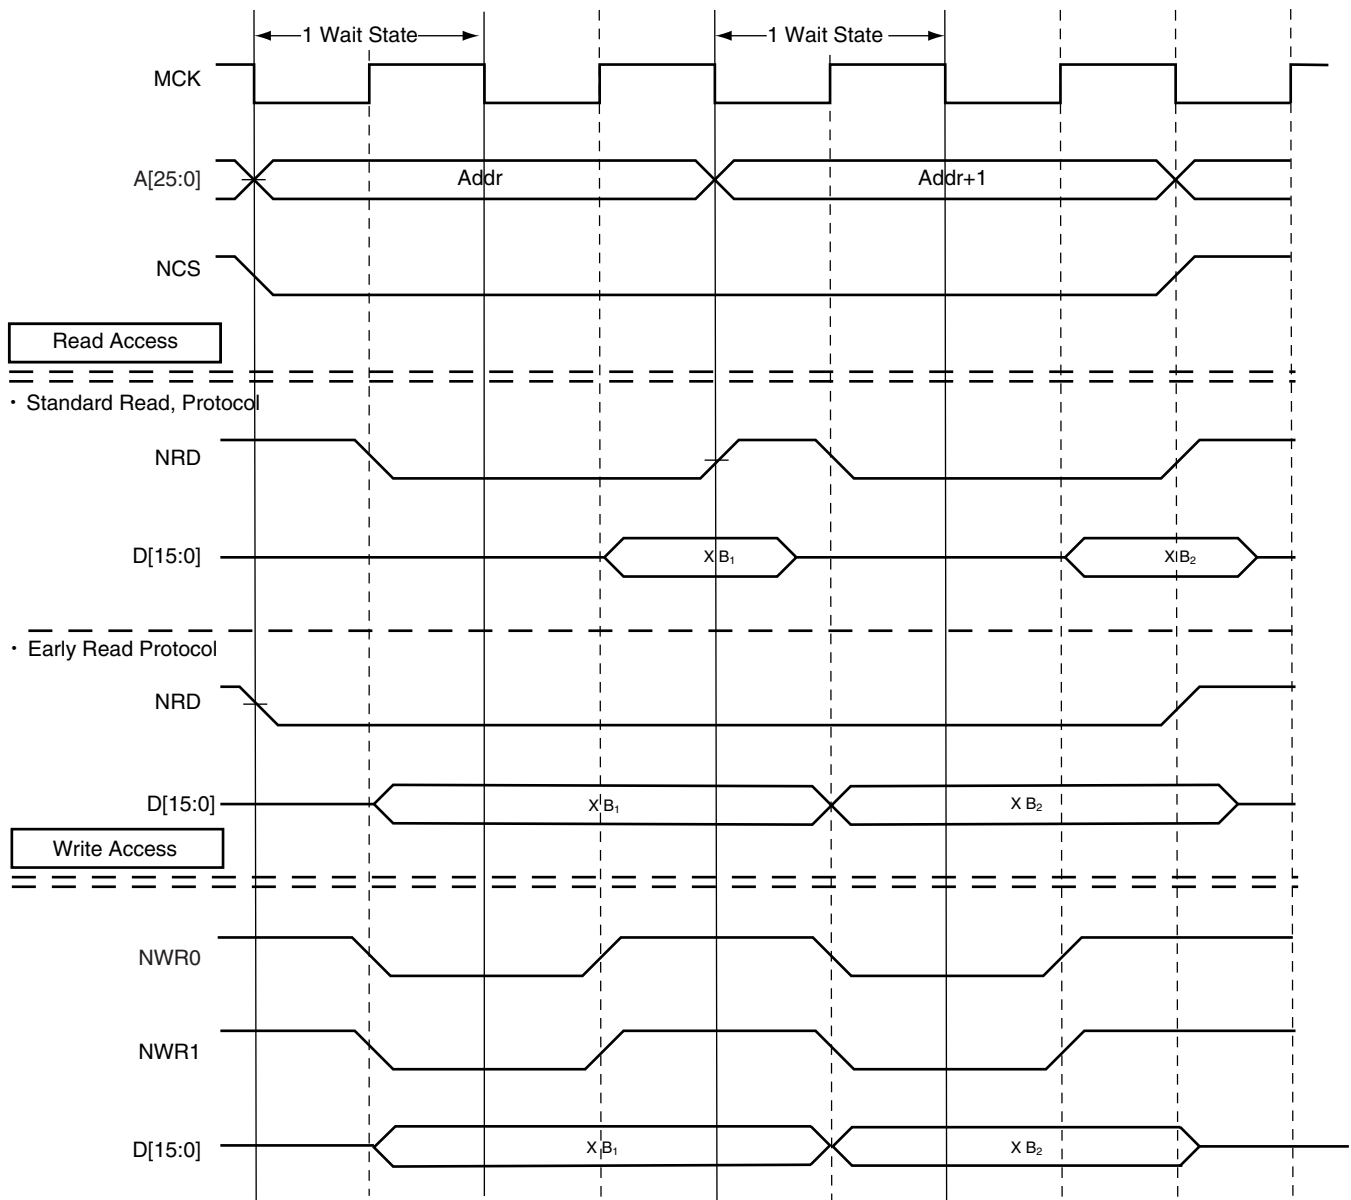 1 Wait State
1 Wait State
MCK
A[25:0]
Addr
Addr+1
NCS
Read Access
· Standard Read, Protocol
NRD
D[15:0]
X B₁
X B₂
· Early Read Protocol
NRD
D[15:0]
X B₁
X B₂
Write Access
NWR0
NWR1
D[15:0]
X B₁
X B₂